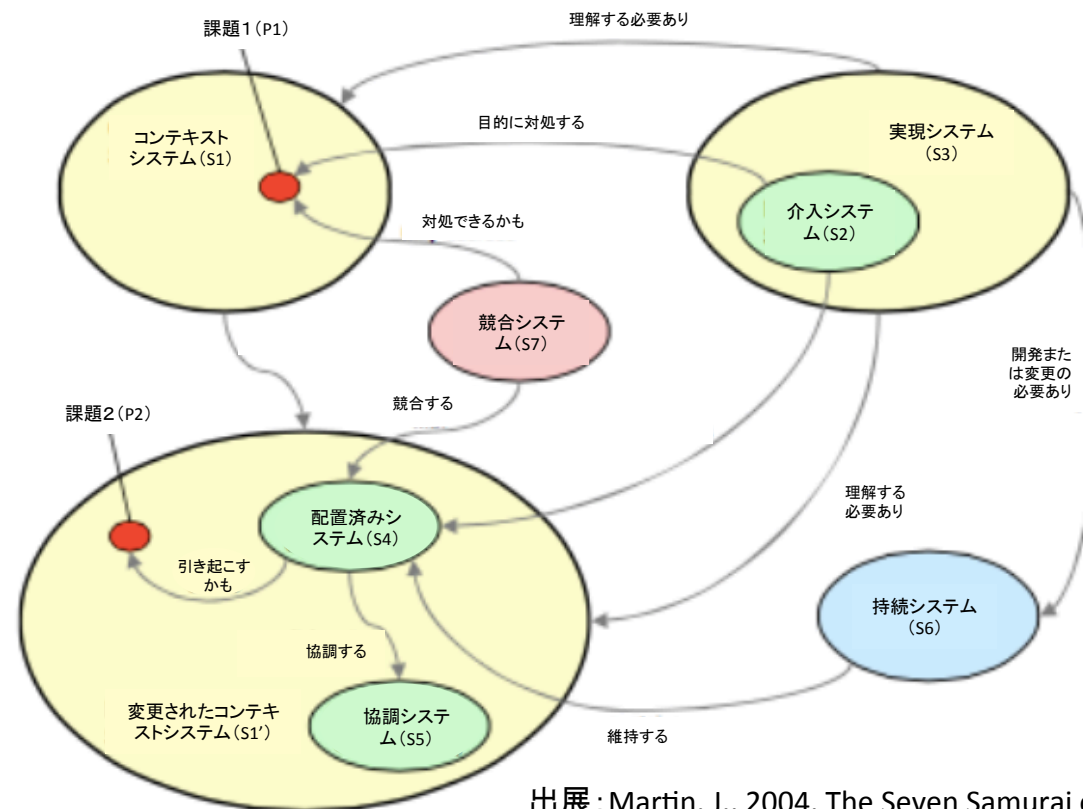 課題１(P1)
理解する必要あり
コンテキスト
システム(S1)
目的に対処する
実現システム
(S3)
介入システ
ム(S2)
対処できるかも
競合システ
ム(S7)
開発また
は変更の
必要あり
競合する
課題２(P2)
配置済みシ
ステム(S4)
理解する
必要あり
引き起こす
かも
持続システム
(S6)
協調する
変更されたコンテキ
ストシステム(S1')
協調システ
ム(S5)
維持する
出展：Martin, J., 2004. The Seven Samurai